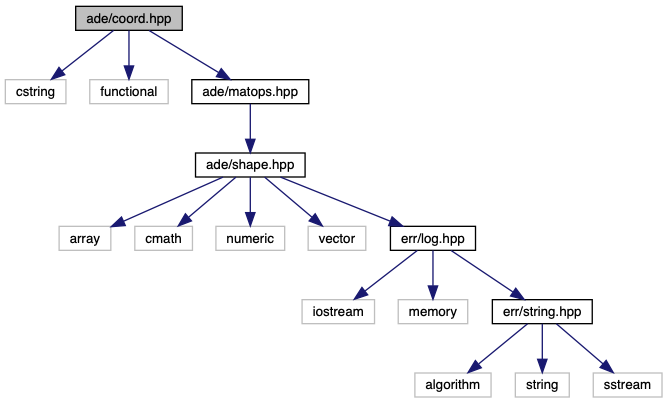 ade/coord.hpp
cstring
functional
ade/matops.hpp
ade/shape.hpp
array
cmath
numeric
vector
err/log.hpp
iostream
memory
err/string.hpp
algorithm
string
sstream